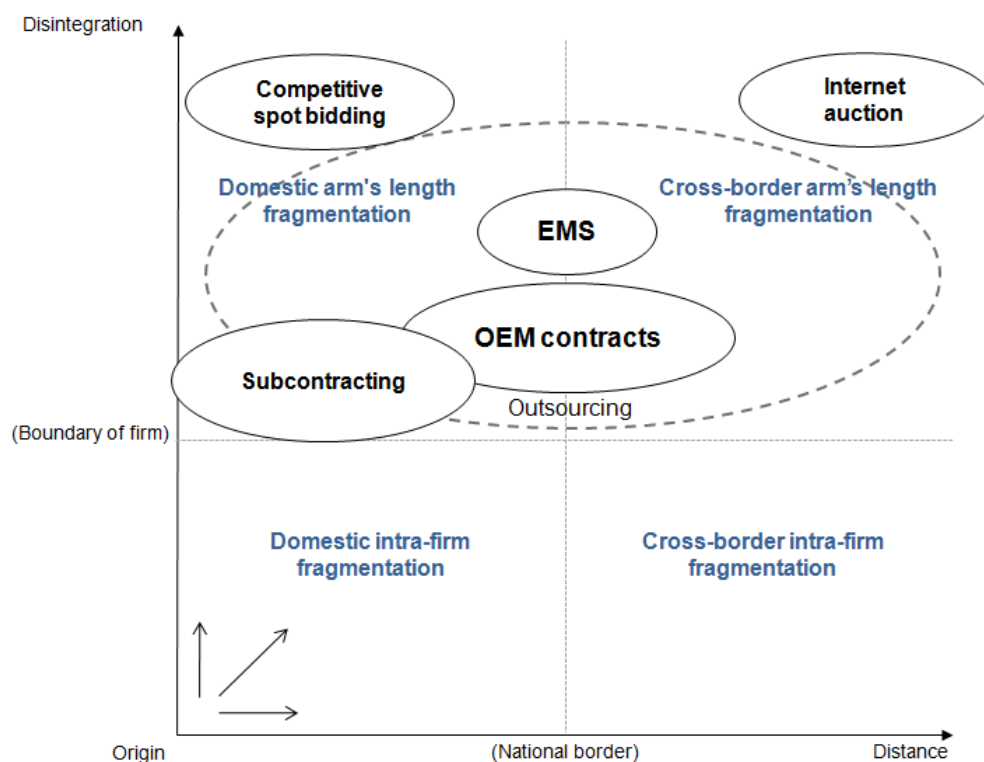 Disintegration
Competitive
spot bidding
Internet
auction
Domestic arm's length
fragmentation
Cross-border arm’s length
fragmentation
EMS
OEM contracts
Subcontracting
Outsourcing
(Boundary of firm)
Domestic intra-firm
fragmentation
Cross-border intra-firm
fragmentation
Origin
(National border)
Distance